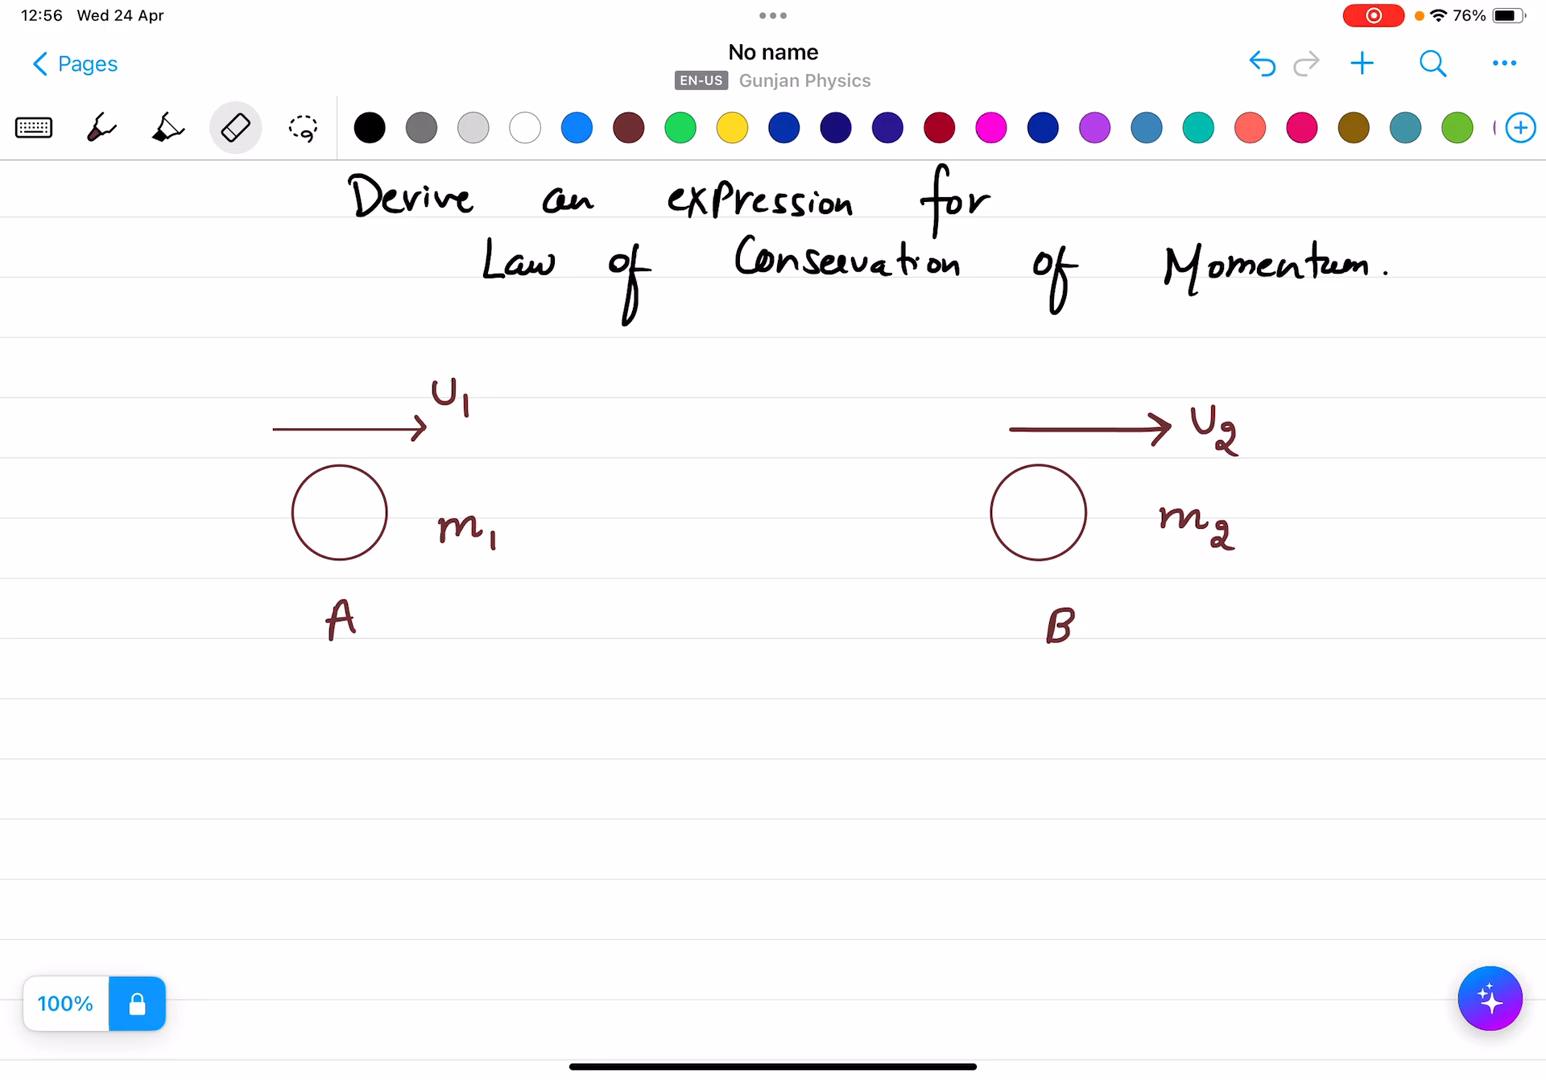 12:56 Wed 24 Apr
76%
No name
Pages
EN-US Gunjan Physics
Derive an expression for
Law of Conservation of Momentum.
U1
U2
m1
m2
A
B
100%